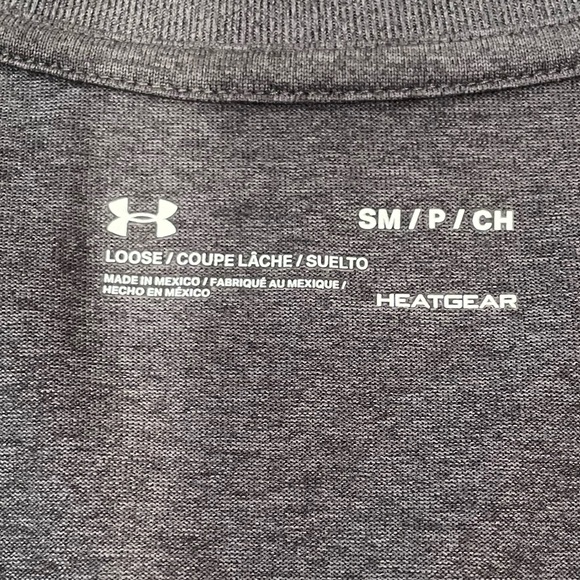 SM / P / CH
LOOSE / COUPE LÂCHE / SUELTO
MADE IN MEXICO / FABRIQUÉ AU MEXIQUE /
HECHO EN MÉXICO
HEATGEAR